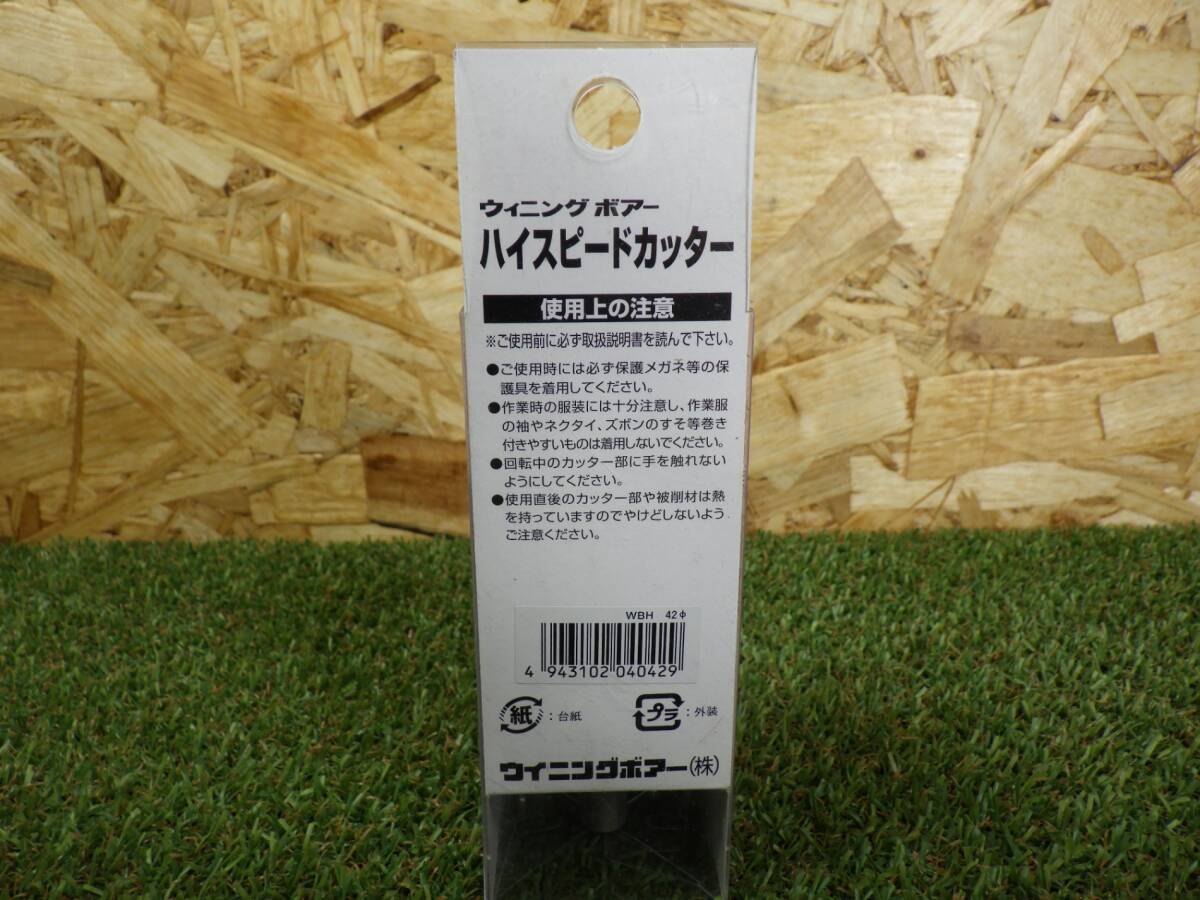 ウィニング ボアー
ハイスピードカッター
使用上の注意
※ご使用前に必ず取扱説明書を読んで下さい。
●ご使用時には必ず保護メガネ等の保
護具を着用してください。
●作業時の服装には十分注意し、作業服
の袖やネクタイ、ズボンのすそ等巻き
付きやすいものは着用しないでください。
●回転中のカッター部に手を触れない
ようにしてください。
●使用直後のカッター部や被削材は熱
を持っていますのでやけどしないよう
ご注意ください。
WBH 42φ
4 943102 040429
紙 : 台紙
プラ : 外装
ウイニングボアー(株)